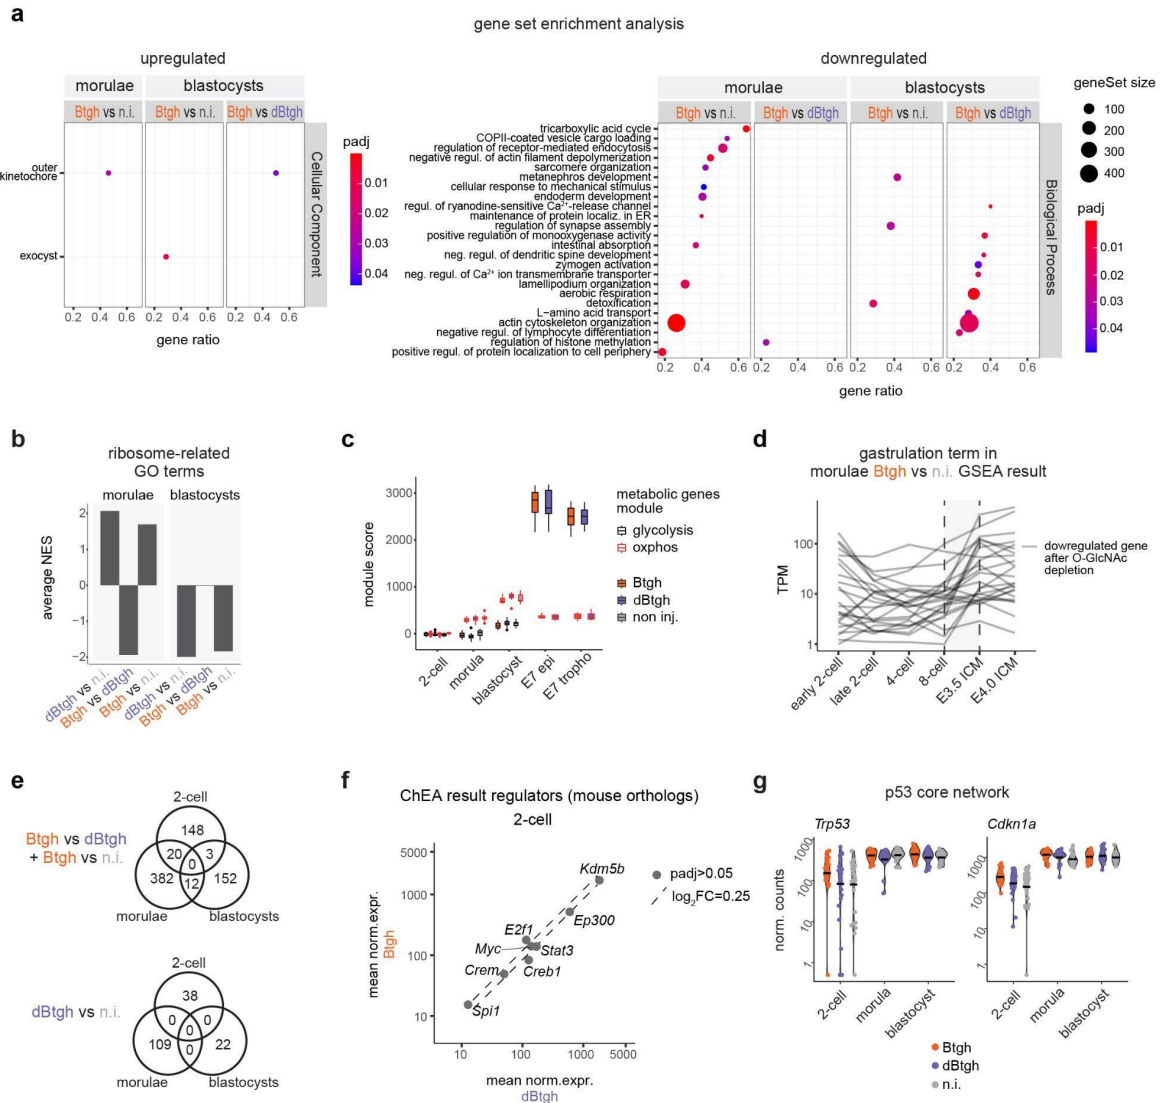 a
gene set enrichment analysis
upregulated
morulae
blastocysts
Btgh vs n.i.
Btgh vs n.i.
Btgh vs dBtgh
outer
kinetochore
exocyst
Cellular Component
0.2 0.4 0.6
0.2 0.4 0.6
0.2 0.4 0.6
gene ratio
padj
0.01
0.02
0.03
0.04
downregulated
morulae
blastocysts
Btgh vs n.i.
Btgh vs dBtgh
Btgh vs n.i.
Btgh vs dBtgh
tricarboxylic acid cycle
COPII-coated vesicle cargo loading
regulation of receptor-mediated endocytosis
negative regul. of actin filament depolymerization
sarcomere organization
metanephros development
cellular response to mechanical stimulus
endoderm development
regul. of ryanodine-sensitive Ca²⁺-release channel
maintenance of protein localiz. in ER
regulation of synapse assembly
positive regulation of monooxygenase activity
intestinal absorption
neg. regul. of dendritic spine development
zymogen activation
neg. regul. of Ca²⁺ ion transmembrane transporter
lamellipodium organization
aerobic respiration
detoxification
L-amino acid transport
actin cytoskeleton organization
negative regul. of lymphocyte differentiation
regulation of histone methylation
positive regul. of protein localization to cell periphery
0.2 0.4 0.6
0.2 0.4 0.6
0.2 0.4 0.6
0.2 0.4 0.6
gene ratio
Biological Process
geneSet size
100
200
300
400
padj
0.01
0.02
0.03
0.04
b
ribosome-related
GO terms
morulae
blastocysts
average NES
2
1
0
−1
−2
dBtgh vs n.i.
Btgh vs dBtgh
Btgh vs n.i.
dBtgh vs n.i.
Btgh vs dBtgh
Btgh vs n.i.
c
module score
3000
2000
1000
0
2-cell
morula
blastocyst
E7 epi
E7 tropho
metabolic genes
module
glycolysis
oxphos
Btgh
dBtgh
non inj.
d
gastrulation term in
morulae Btgh vs n.i. GSEA result
TPM
100
10
1
early 2-cell
late 2-cell
4-cell
8-cell
E3.5 ICM
E4.0 ICM
dowregulated gene
after O-GlcNAc
depletion
e
Btgh vs dBtgh
+ Btgh vs n.i.
2-cell
148
20
3
0
382
12
152
morulae
blastocysts
dBtgh vs n.i.
2-cell
38
0
0
0
109
0
22
morulae
blastocysts
f
ChEA result regulators (mouse orthologs)
2-cell
mean norm.expr.
Btgh
5000
1000
100
10
Kdm5b
Ep300
E2f1
Myc
Stat3
Crem
Creb1
Spi1
10
100
1000
5000
mean norm.expr.
dBtgh
padj>0.05
log₂FC=0.25
g
p53 core network
Trp53
Cdkn1a
norm. counts
1000
100
10
1
1000
100
10
1
2-cell
morula
blastocyst
2-cell
morula
blastocyst
Btgh
dBtgh
n.i.